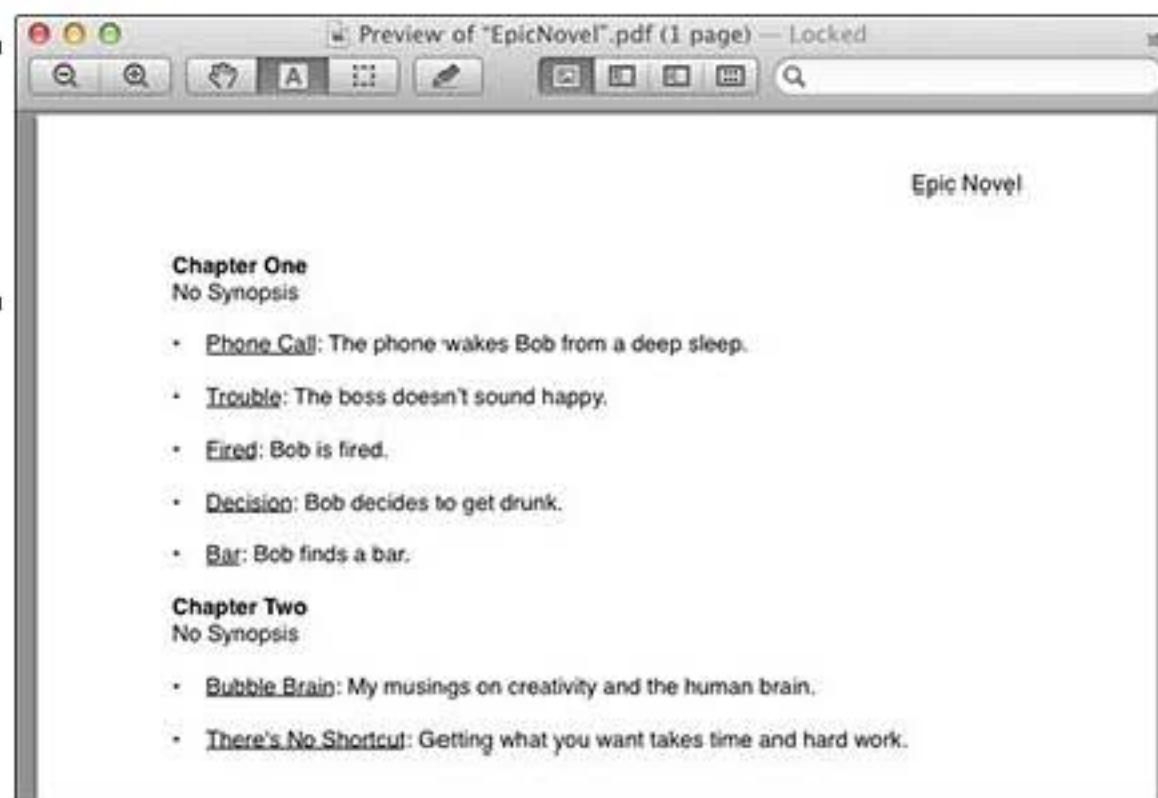 Preview of "EpicNovel".pdf (1 page) — Locked
A
Epic Novel
Chapter One
No Synopsis
• Phone Call: The phone wakes Bob from a deep sleep.
• Trouble: The boss doesn't sound happy.
• Fired: Bob is fired.
• Decision: Bob decides to get drunk.
• Bar: Bob finds a bar.
Chapter Two
No Synopsis
• Bubble Brain: My musings on creativity and the human brain.
• There's No Shortcut: Getting what you want takes time and hard work.